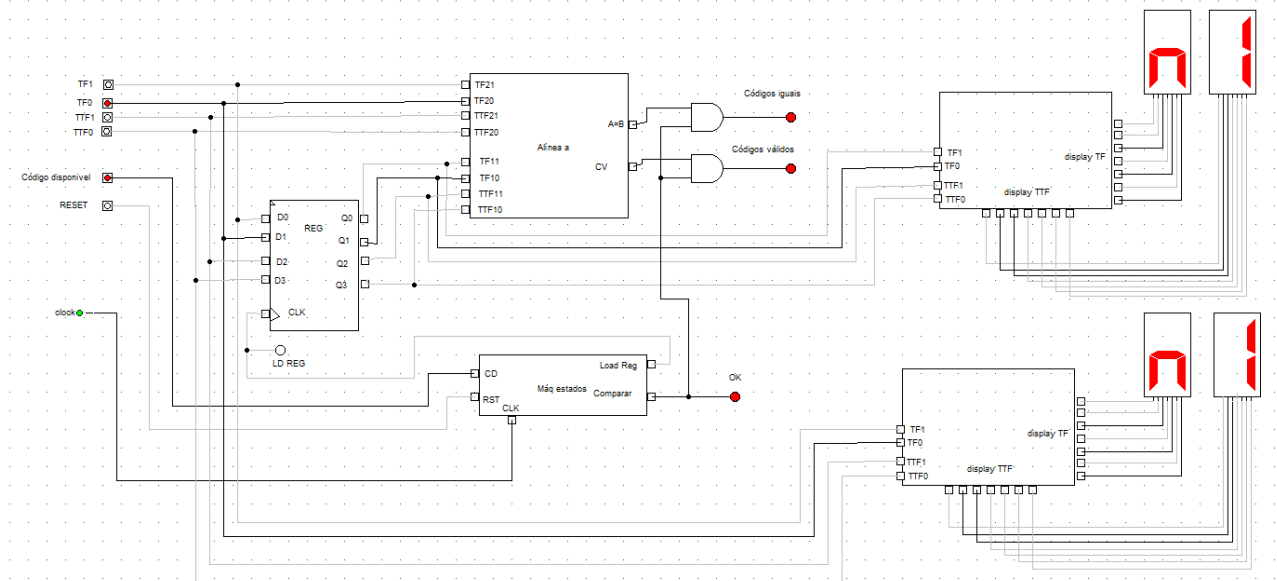 TF1
TF0
TTF1
TTF0
Código disponivel
RESET
clock
TF21
TF20
TTF21
TTF20
TF11
TF10
TTF11
TTF10
Alínea a
A=B
CV
Códigos iguais
Códigos válidos
D0
D1
D2
D3
REG
Q0
Q1
Q2
Q3
CLK
LD REG
CD
RST
CLK
Máq estados
Load Reg
Comparar
OK
TF1
TF0
TTF1
TTF0
display TF
display TTF
TF1
TF0
TTF1
TTF0
display TF
display TTF